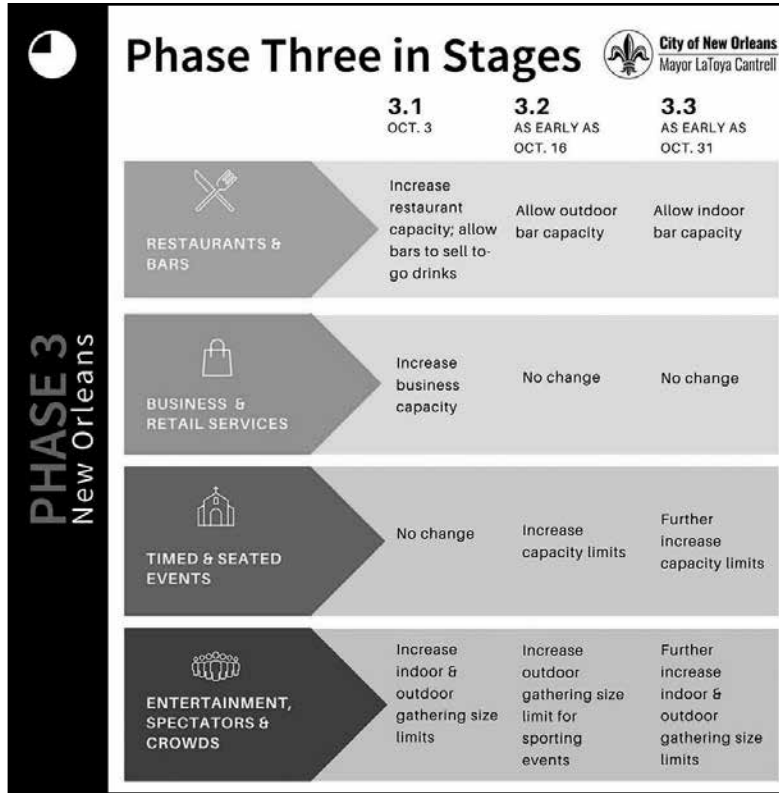 Phase Three in Stages
City of New Orleans
Mayor LaToya Cantrell
PHASE 3
New Orleans
3.1
OCT. 3
3.2
AS EARLY AS
OCT. 16
3.3
AS EARLY AS
OCT. 31
RESTAURANTS &
BARS
Increase
restaurant
capacity; allow
bars to sell to-
go drinks
Allow outdoor
bar capacity
Allow indoor
bar capacity
BUSINESS &
RETAIL SERVICES
Increase
business
capacity
No change
No change
TIMED & SEATED
EVENTS
No change
Increase
capacity limits
Further
increase
capacity limits
ENTERTAINMENT,
SPECTATORS &
CROWDS
Increase
indoor &
outdoor
gathering size
limits
Increase
outdoor
gathering size
limit for
sporting
events
Further
increase
indoor &
outdoor
gathering size
limits